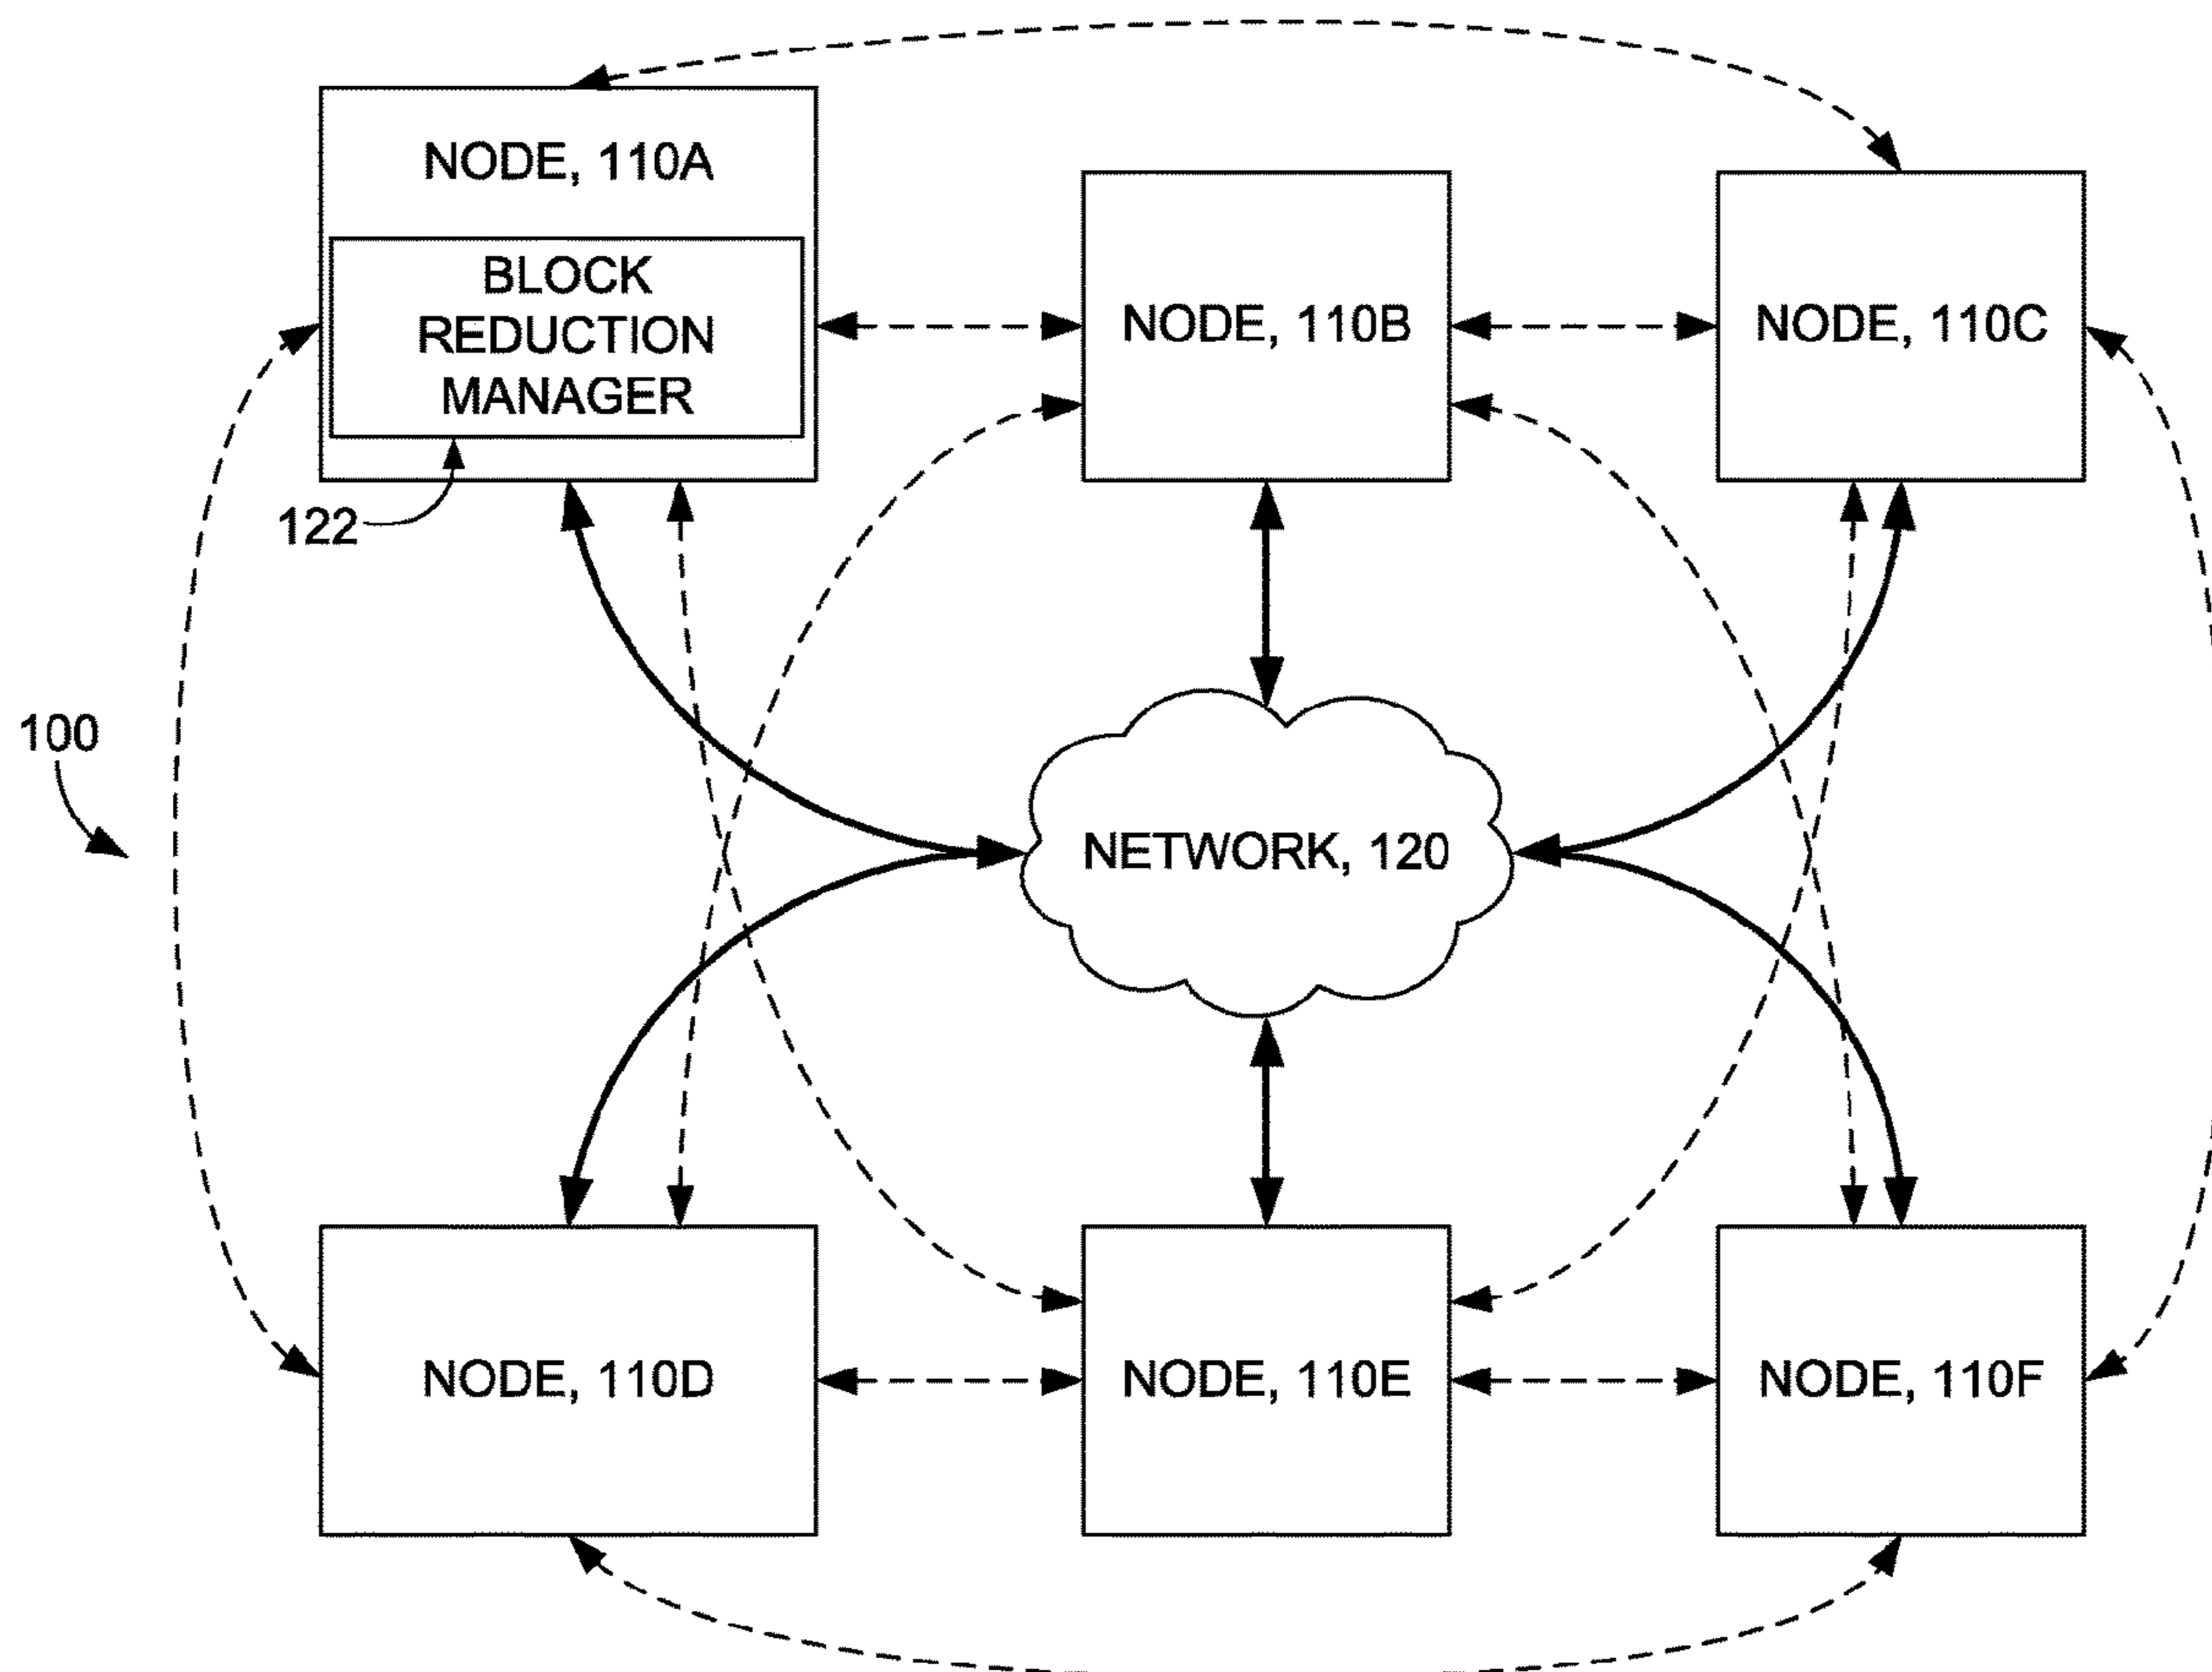 NODE, 110A
BLOCK
REDUCTION
MANAGER
122
NODE, 110B
NODE, 110C
100
NETWORK, 120
NODE, 110D
NODE, 110E
NODE, 110F